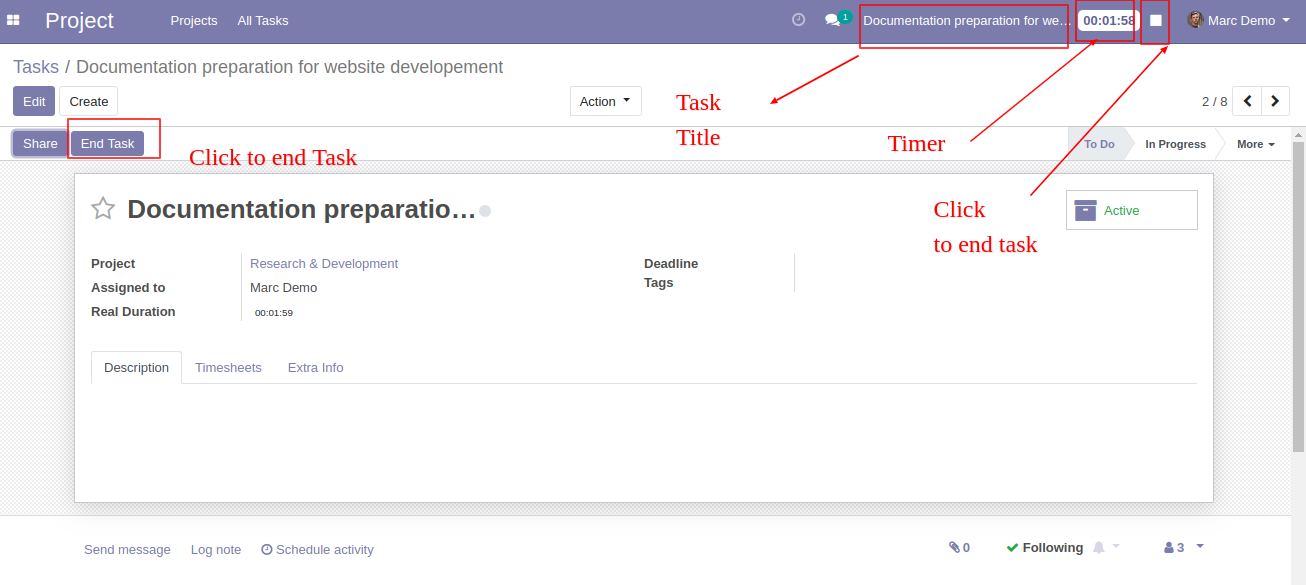 Project Projects All Tasks 1 Documentation preparation for we... 00:01:58 Marc Demo
Tasks / Documentation preparation for website developement
Edit Create Action 2 / 8
Task
Title
Share End Task To Do In Progress More
Click to end Task
Timer
Documentation preparatio...
Active
Click
to end task
Project Research & Development Deadline
Assigned to Marc Demo Tags
Real Duration 00:01:59
Description Timesheets Extra Info
Send message Log note Schedule activity 0 Following 3